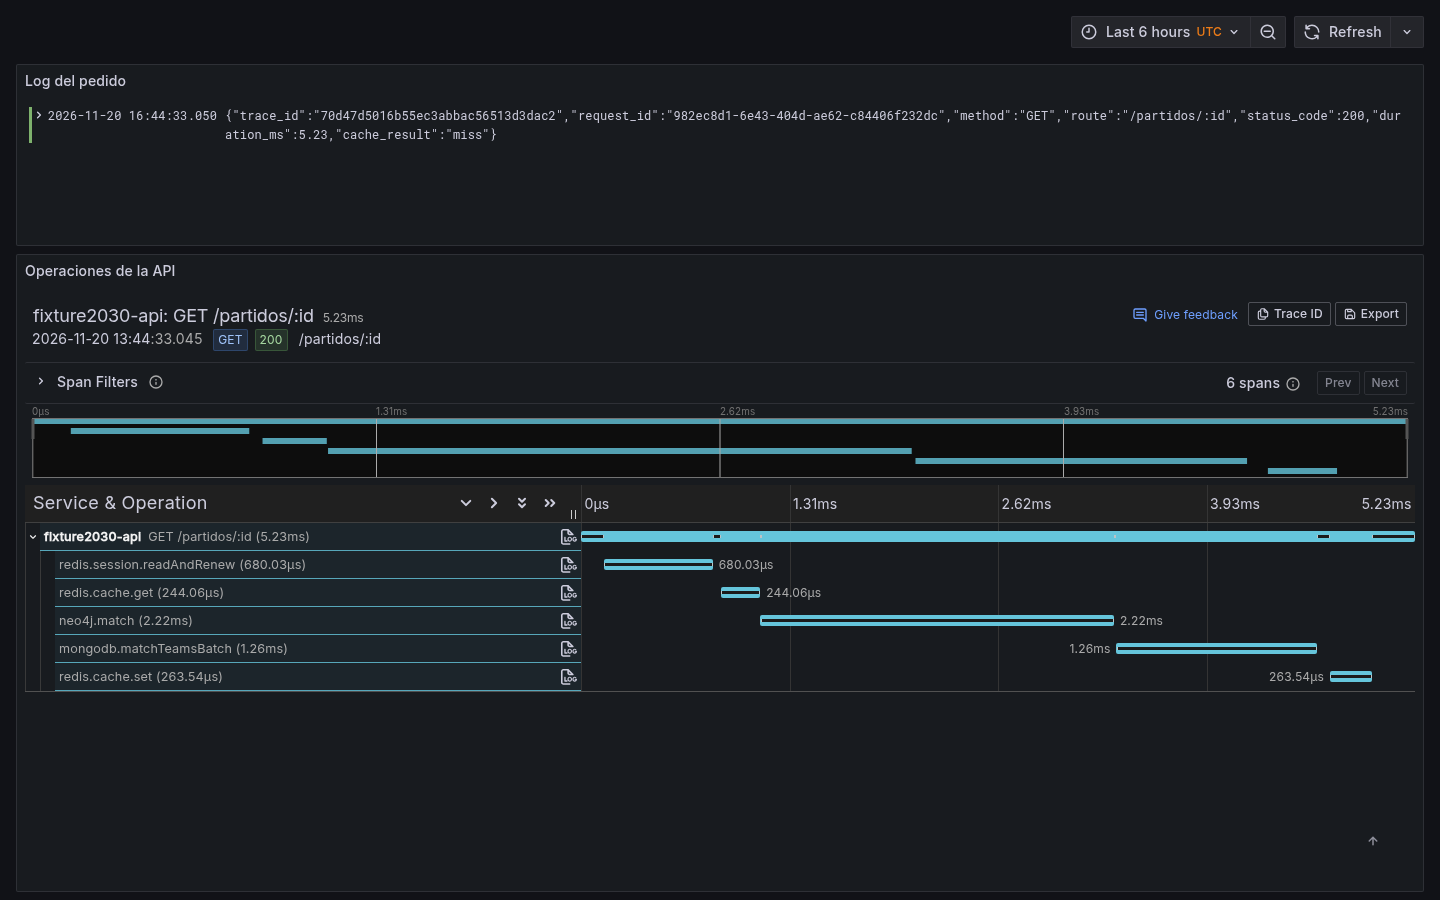 Last 6 hours UTC
Refresh
Log del pedido
2026-11-20 16:44:33.050 {"trace_id":"70d47d5016b55ec3abbac56513d3dac2","request_id":"982ec8d1-6e43-404d-ae62-c84406f232dc","method":"GET","route":"/partidos/:id","status_code":200,"dur
ation_ms":5.23,"cache_result":"miss"}
Operaciones de la API
fixture2030-api: GET /partidos/:id 5.23ms
Give feedback
Trace ID
Export
2026-11-20 13:44:33.045 GET 200 /partidos/:id
Span Filters
6 spans
Prev
Next
0µs 1.31ms 2.62ms 3.93ms 5.23ms
Service & Operation
0µs 1.31ms 2.62ms 3.93ms 5.23ms
fixture2030-api GET /partidos/:id (5.23ms) LOG
redis.session.readAndRenew (680.03µs) LOG 680.03µs
redis.cache.get (244.06µs) LOG 244.06µs
neo4j.match (2.22ms) LOG 2.22ms
mongodb.matchTeamsBatch (1.26ms) LOG 1.26ms
redis.cache.set (263.54µs) LOG 263.54µs